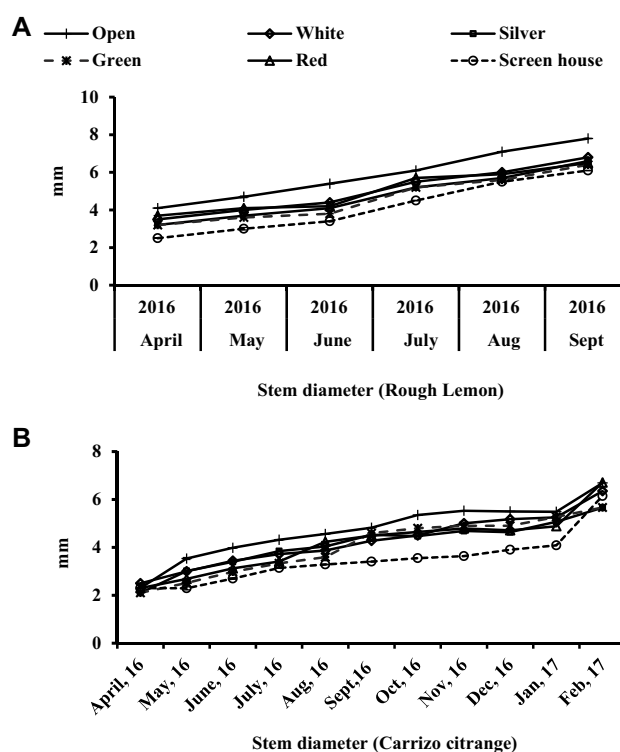 A
Open White Silver
Green Red Screen house
10
8
6
4
2
0
mm
2016 2016 2016 2016 2016 2016
April May June July Aug Sept
Stem diameter (Rough Lemon)
B
8
6
4
2
0
mm
April, 16 May, 16 June, 16 July, 16 Aug, 16 Sept,16 Oct, 16 Nov, 16 Dec, 16 Jan, 17 Feb, 17
Stem diameter (Carrizo citrange)